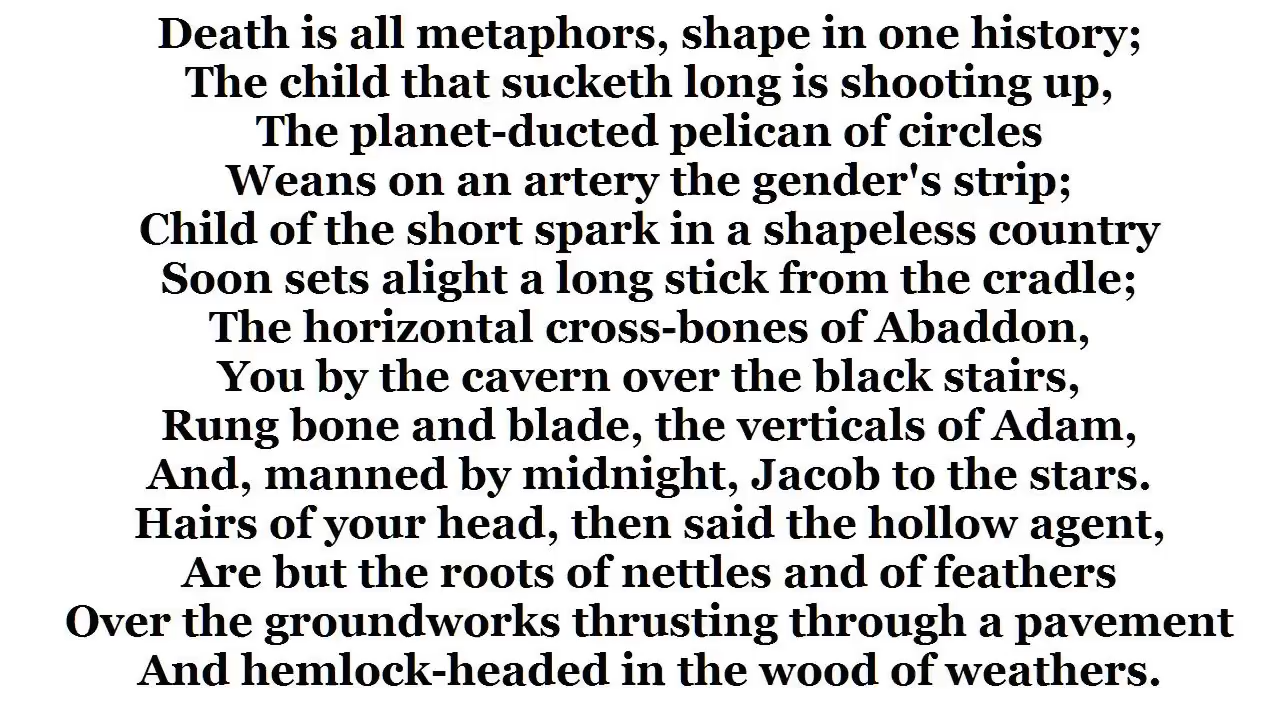 Death is all metaphors, shape in one history;
The child that sucketh long is shooting up,
The planet-ducted pelican of circles
Weans on an artery the gender's strip;
Child of the short spark in a shapeless country
Soon sets alight a long stick from the cradle;
The horizontal cross-bones of Abaddon,
You by the cavern over the black stairs,
Rung bone and blade, the verticals of Adam,
And, manned by midnight, Jacob to the stars.
Hairs of your head, then said the hollow agent,
Are but the roots of nettles and of feathers
Over the groundworks thrusting through a pavement
And hemlock-headed in the wood of weathers.